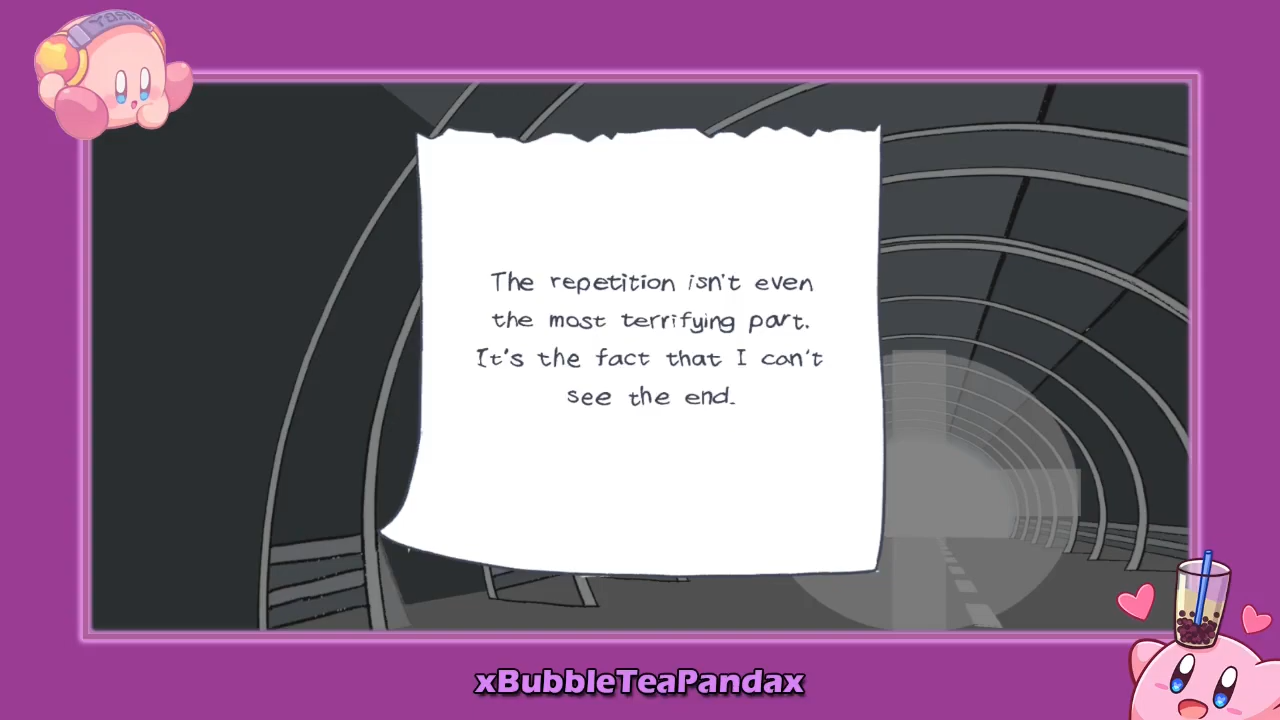 The repetition isn't even
the most terrifying part.
It's the fact that I can't
see the end.
xBubbleTeaPandax